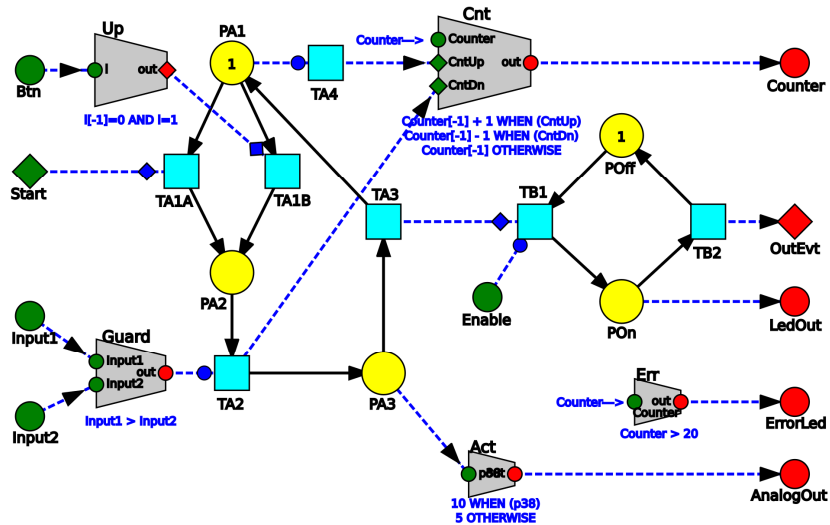 Up
PA1
Cnt
Counter--->
Counter
1
CntUp
out
Counter
I
out
TA4
CntDn
Btn
I[-1]=0 AND I=1
Counter[-1] + 1 WHEN (CntUp)
Counter[-1] - 1 WHEN (CntDn)
Counter[-1] OTHERWISE
1
POff
Start
TA1A
TA1B
TA3
TB1
TB2
OutEvt
PA2
Enable
POn
LedOut
Input1
Guard
Input1
out
Input2
Input2
Input1 > Input2
TA2
PA3
Err
Counter--->
out
Counter
ErrorLed
Counter > 20
Act
AnalogOut
10 WHEN (p38)
5 OTHERWISE